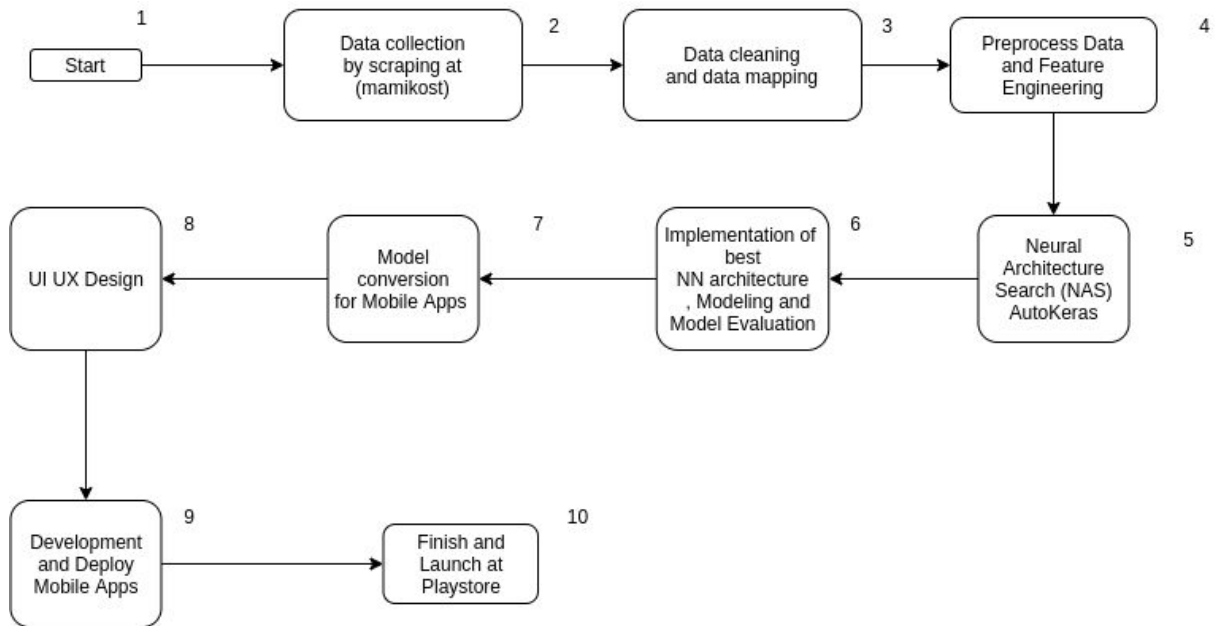 1
Start
2
Data collection
by scraping at
(mamikost)
3
Data cleaning
and data mapping
4
Preprocess Data
and Feature
Engineering
5
Neural
Architecture
Search (NAS)
AutoKeras
6
Implementation of
best
NN architecture
, Modeling and
Model Evaluation
7
Model
conversion
for Mobile Apps
8
UI UX Design
9
Development
and Deploy
Mobile Apps
10
Finish and
Launch at
Playstore